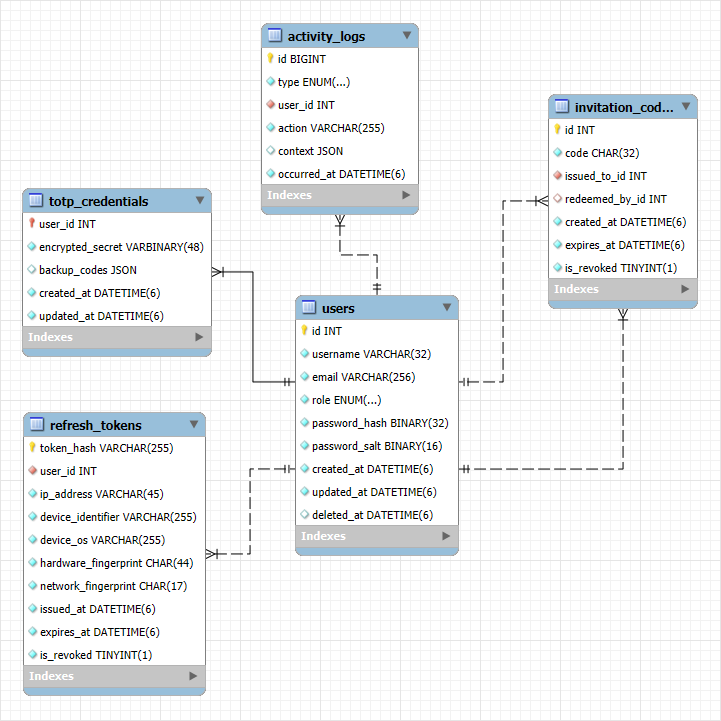 activity_logs
id BIGINT
type ENUM(...)
user_id INT
action VARCHAR(255)
context JSON
occurred_at DATETIME(6)
Indexes
invitation_cod...
id INT
code CHAR(32)
issued_to_id INT
redeemed_by_id INT
created_at DATETIME(6)
expires_at DATETIME(6)
is_revoked TINYINT(1)
Indexes
totp_credentials
user_id INT
encrypted_secret VARBINARY(48)
backup_codes JSON
created_at DATETIME(6)
updated_at DATETIME(6)
Indexes
users
id INT
username VARCHAR(32)
email VARCHAR(256)
role ENUM(...)
password_hash BINARY(32)
password_salt BINARY(16)
created_at DATETIME(6)
updated_at DATETIME(6)
deleted_at DATETIME(6)
Indexes
refresh_tokens
token_hash VARCHAR(255)
user_id INT
ip_address VARCHAR(45)
device_identifier VARCHAR(255)
device_os VARCHAR(255)
hardware_fingerprint CHAR(44)
network_fingerprint CHAR(17)
issued_at DATETIME(6)
expires_at DATETIME(6)
is_revoked TINYINT(1)
Indexes